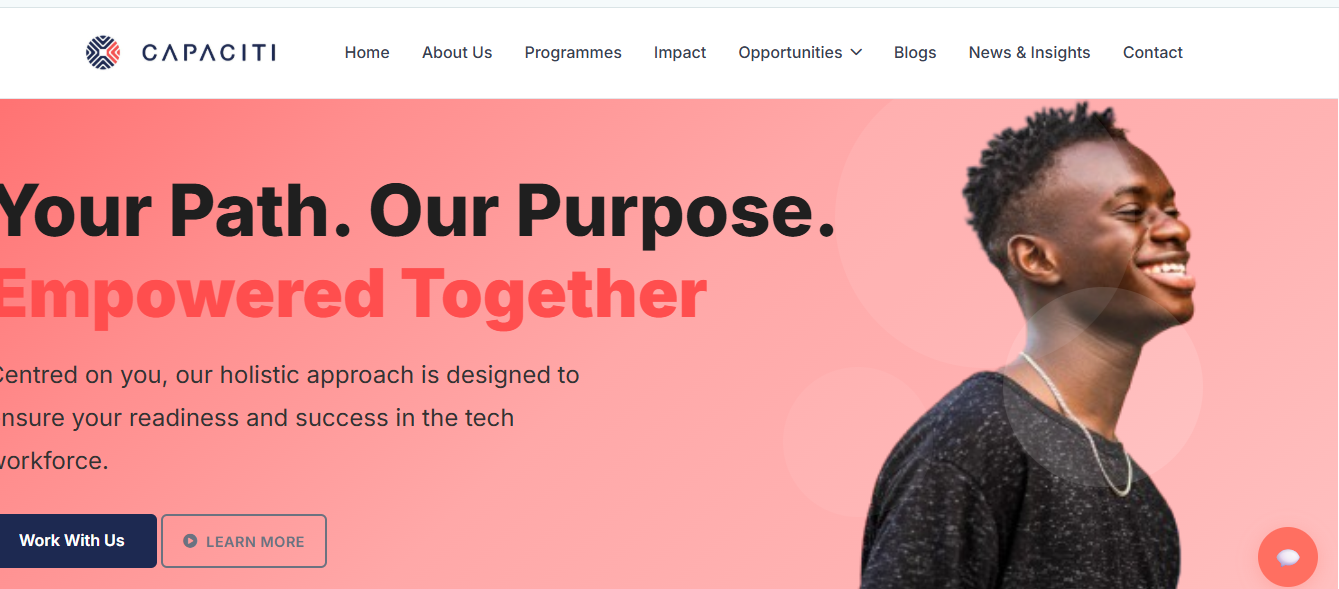 CAPACITI
Home About Us Programmes Impact Opportunities Blogs News & Insights Contact
Your Path. Our Purpose.
Empowered Together
Centred on you, our holistic approach is designed to
ensure your readiness and success in the tech
workforce.
Work With Us
LEARN MORE